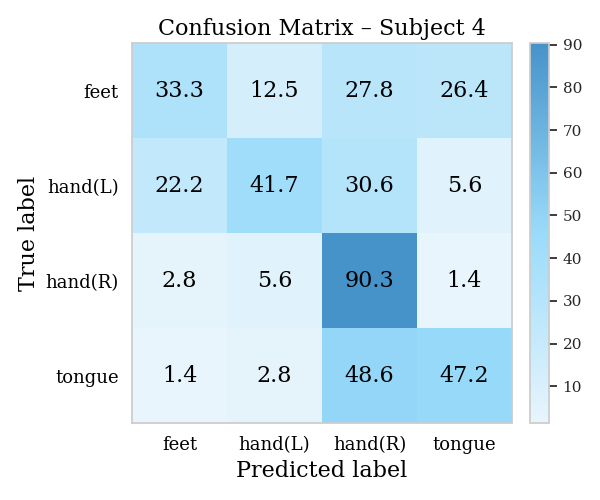 Confusion Matrix – Subject 4
True label
feet 33.3 12.5 27.8 26.4
hand(L) 22.2 41.7 30.6 5.6
hand(R) 2.8 5.6 90.3 1.4
tongue 1.4 2.8 48.6 47.2
feet hand(L) hand(R) tongue
Predicted label
90
80
70
60
50
40
30
20
10